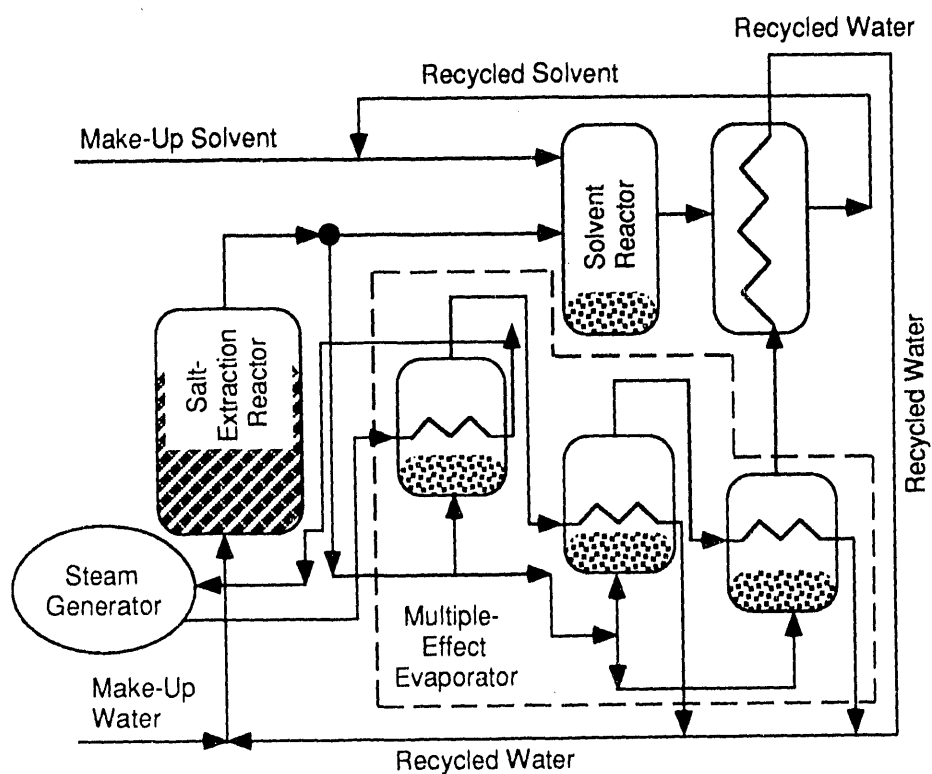 Recycled Water
Recycled Solvent
Make-Up Solvent
Solvent
Reactor
Salt-
Extraction
Reactor
Recycled Water
Steam
Generator
Multiple-
Effect
Evaporator
Make-Up
Water
Recycled Water